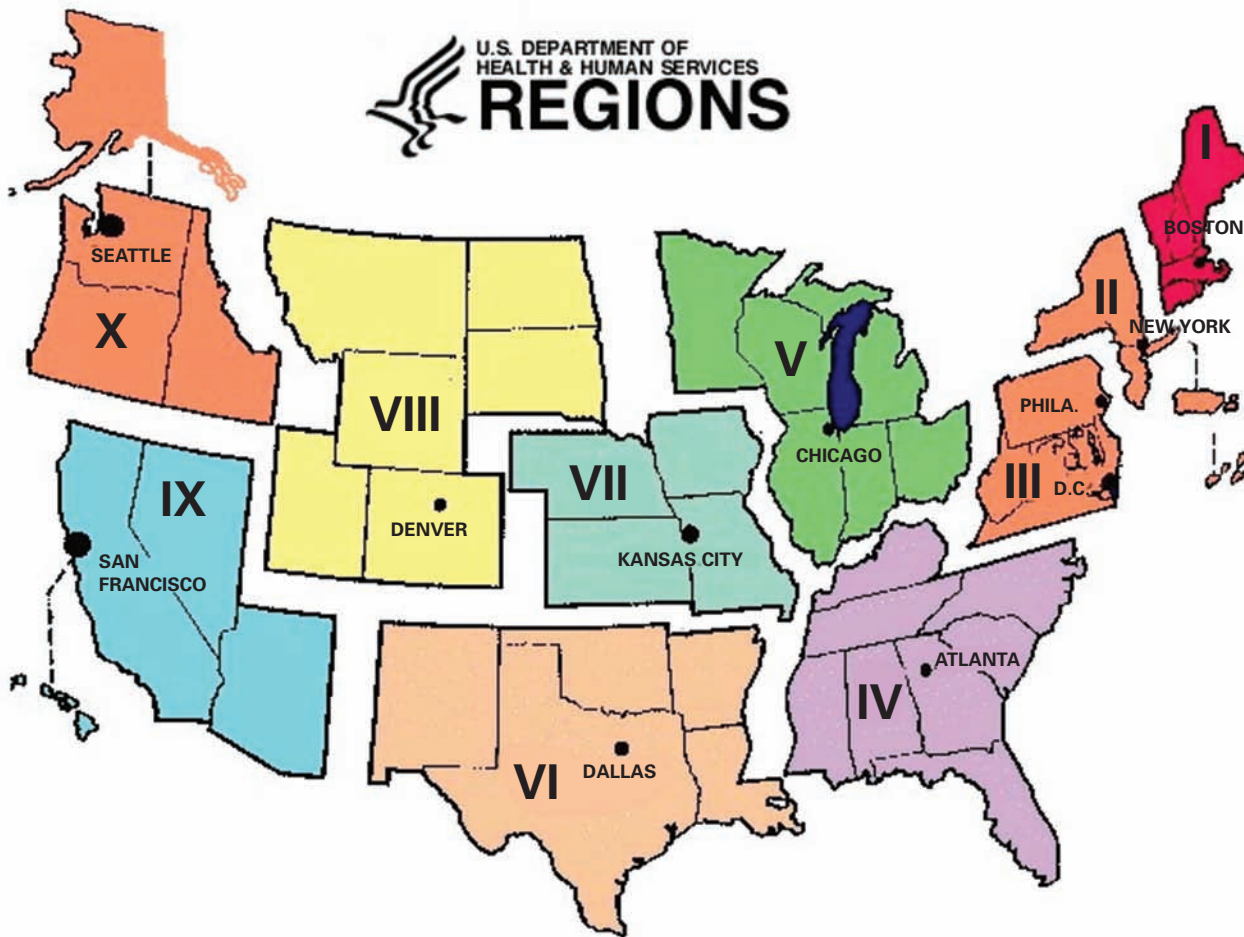 U.S. DEPARTMENT OF
HEALTH & HUMAN SERVICES
REGIONS
I
BOSTON
SEATTLE
II
NEW YORK
X
V
VIII
PHILA.
CHICAGO
VII
III
D.C.
IX
DENVER
KANSAS CITY
SAN
FRANCISCO
ATLANTA
IV
VI
DALLAS